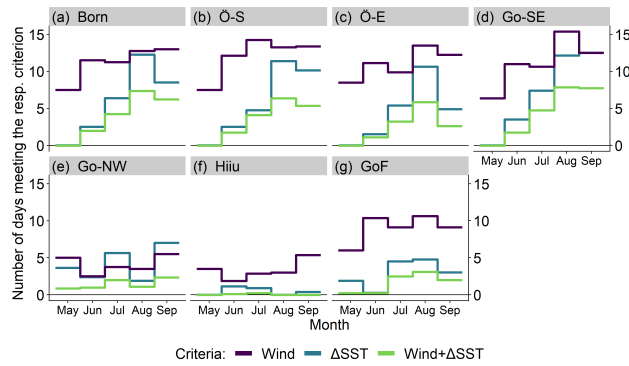 (a) Born
(b) Ö-S
(c) Ö-E
(d) Go-SE
15
10
5
0
15
10
5
0
(e) Go-NW
(f) Hiiu
(g) GoF
May Jun Jul Aug Sep
15
10
5
0
15
10
5
0
May Jun Jul Aug Sep
May Jun Jul Aug Sep
May Jun Jul Aug Sep
Number of days meeting the resp. criterion
Month
Criteria: Wind ΔSST Wind+ΔSST